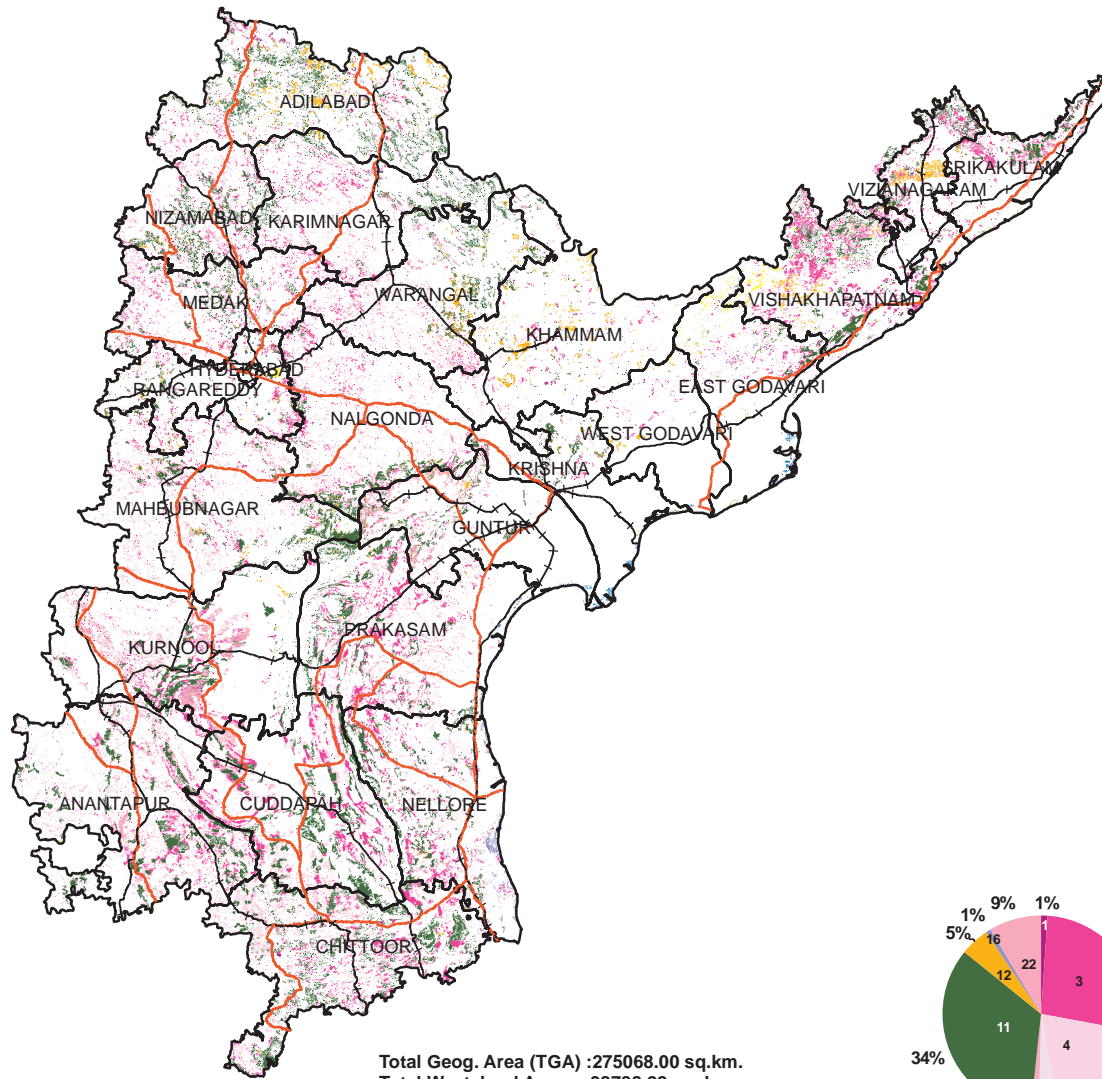 ADILABAD
SRIKAKULAM
VIZIANAGARAM
NIZAMABAD
KARIMNAGAR
MEDAK
WARANGAL
VISHAKHAPATNAM
KHAMMAM
HYDERABAD
RANGAREDDY
EAST GODAVARI
NALGONDA
WEST GODAVARI
KRISHNA
MAHBUBNAGAR
GUNTUR
PRAKASAM
KURNOOL
ANANTAPUR
CUDDAPAH
NELLORE
CHITTOOR
9%
1%
1%
5%
16
1
22
12
3
11
4
34%
Total Geog. Area (TGA) :275068.00 sq.km.